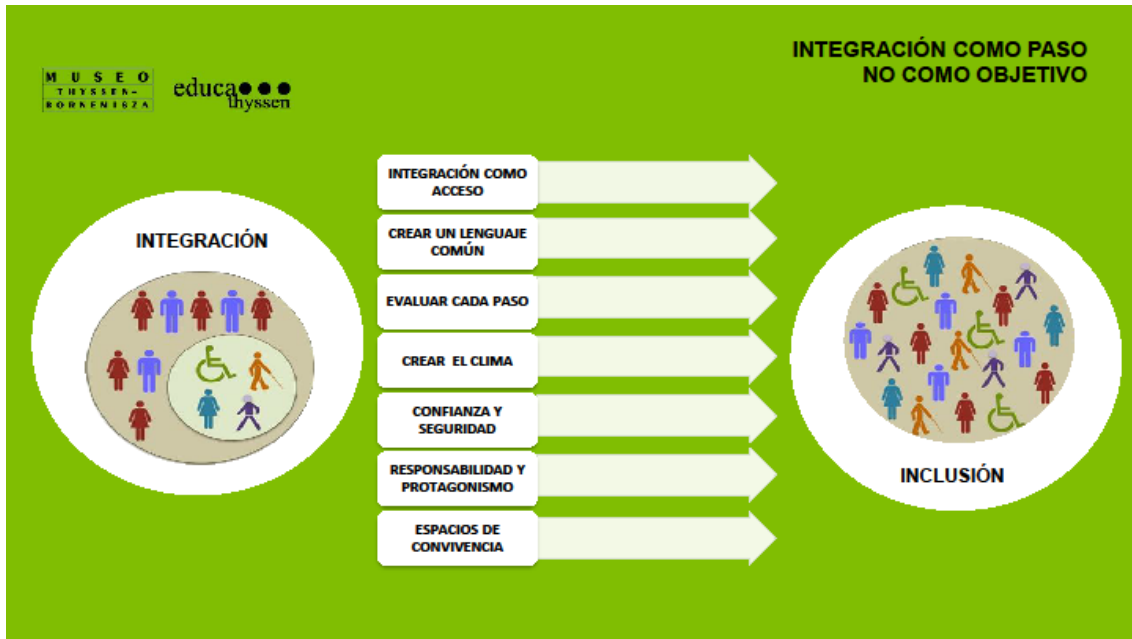 INTEGRACIÓN COMO PASO
NO COMO OBJETIVO
MUSEO
THYSSEN-
BORNEMISZA
educa
thyssen
INTEGRACIÓN
INTEGRACIÓN COMO
ACCESO
CREAR UN LENGUAJE
COMÚN
EVALUAR CADA PASO
CREAR EL CLIMA
CONFIANZA Y
SEGURIDAD
RESPONSABILIDAD Y
PROTAGONISMO
ESPACIOS DE
CONVIVENCIA
INCLUSIÓN